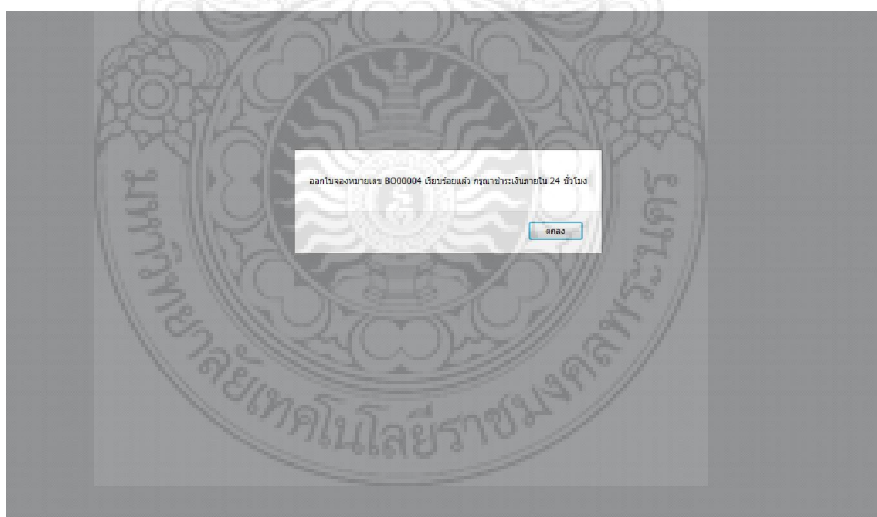 ออกใบจองหมายเลข BO00004 เรียบร้อยแล้ว กรุณาชำระเงินภายใน 24 ชั่วโมง
ตกลง
มหาวิทยาลัยเทคโนโลยีราชมงคลพระนคร